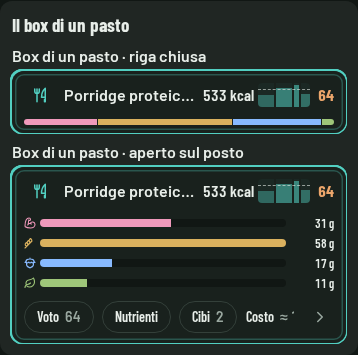 Il box di un pasto
Box di un pasto · riga chiusa
Porridge proteic… 533 kcal 64
Box di un pasto · aperto sul posto
Porridge proteic… 533 kcal 64
31 g
58 g
17 g
11 g
Voto 64 Nutrienti Cibi 2 Costo ≈